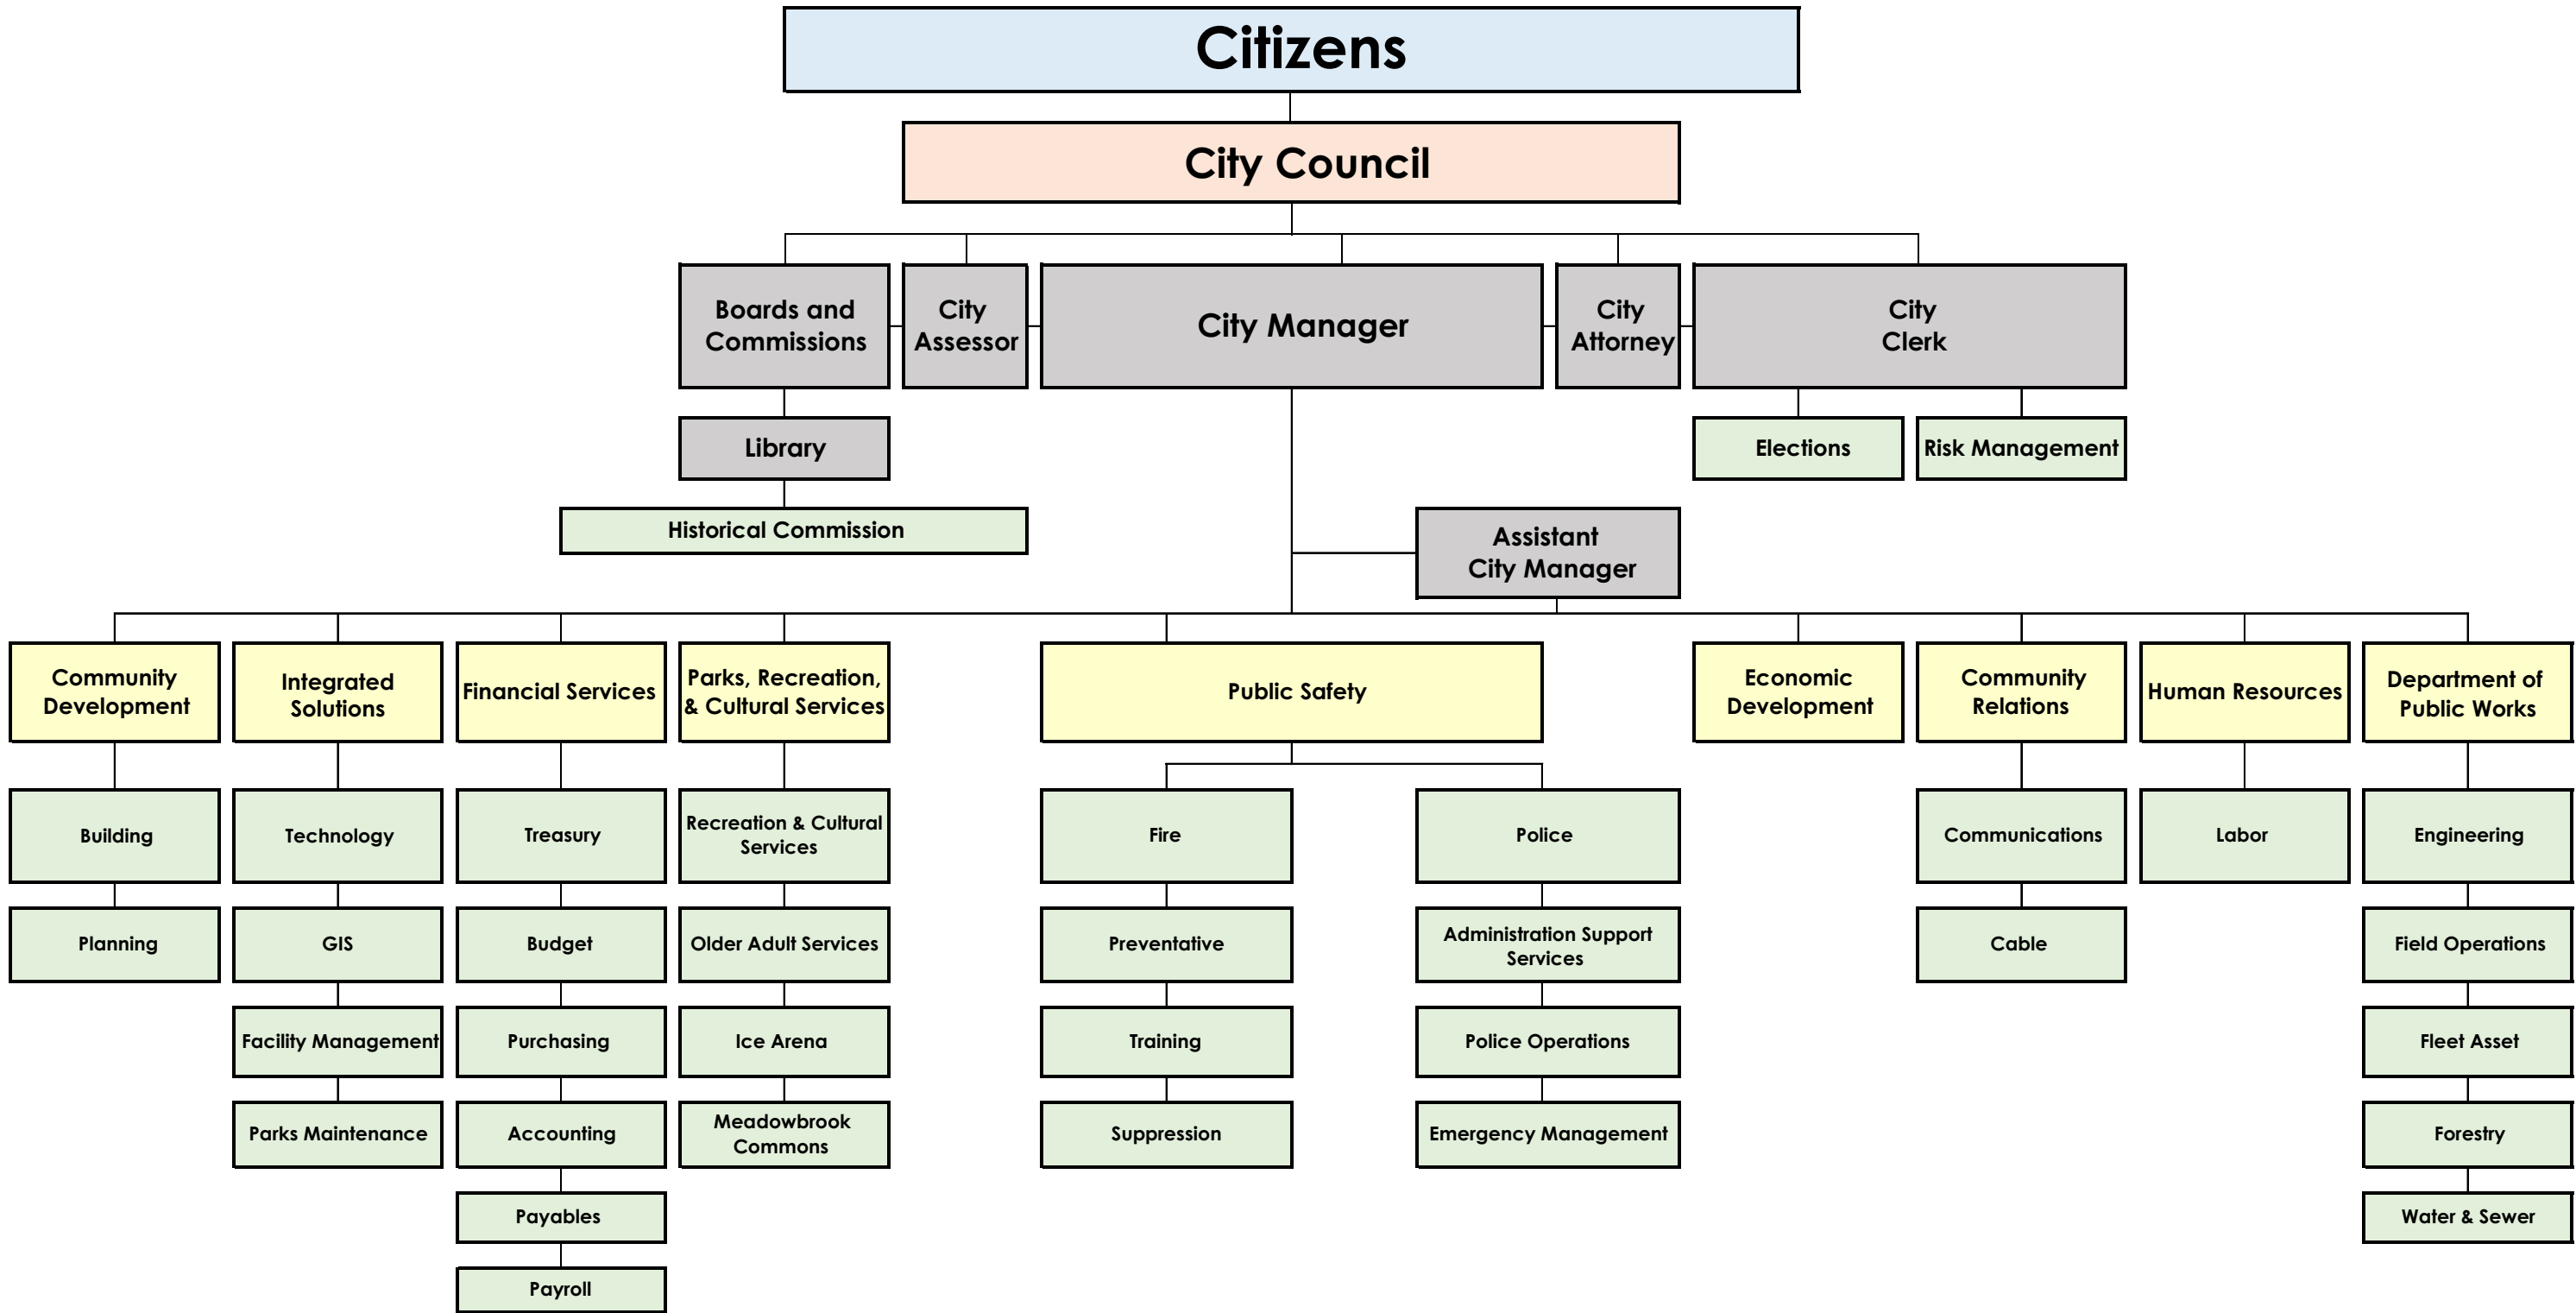 Citizens
City Council
Boards and
Commissions
City
Assessor
City Manager
City
Attorney
City
Clerk
Library
Elections
Risk Management
Historical Commission
Assistant
City Manager
Community
Development
Integrated
Solutions
Financial Services
Parks, Recreation,
& Cultural Services
Public Safety
Economic
Development
Community
Relations
Human Resources
Department of
Public Works
Building
Technology
Treasury
Recreation & Cultural
Services
Fire
Police
Communications
Labor
Engineering
Planning
GIS
Budget
Older Adult Services
Preventative
Administration Support
Services
Cable
Field Operations
Facility Management
Purchasing
Ice Arena
Training
Police Operations
Fleet Asset
Parks Maintenance
Accounting
Meadowbrook
Commons
Suppression
Emergency Management
Forestry
Payables
Water & Sewer
Payroll